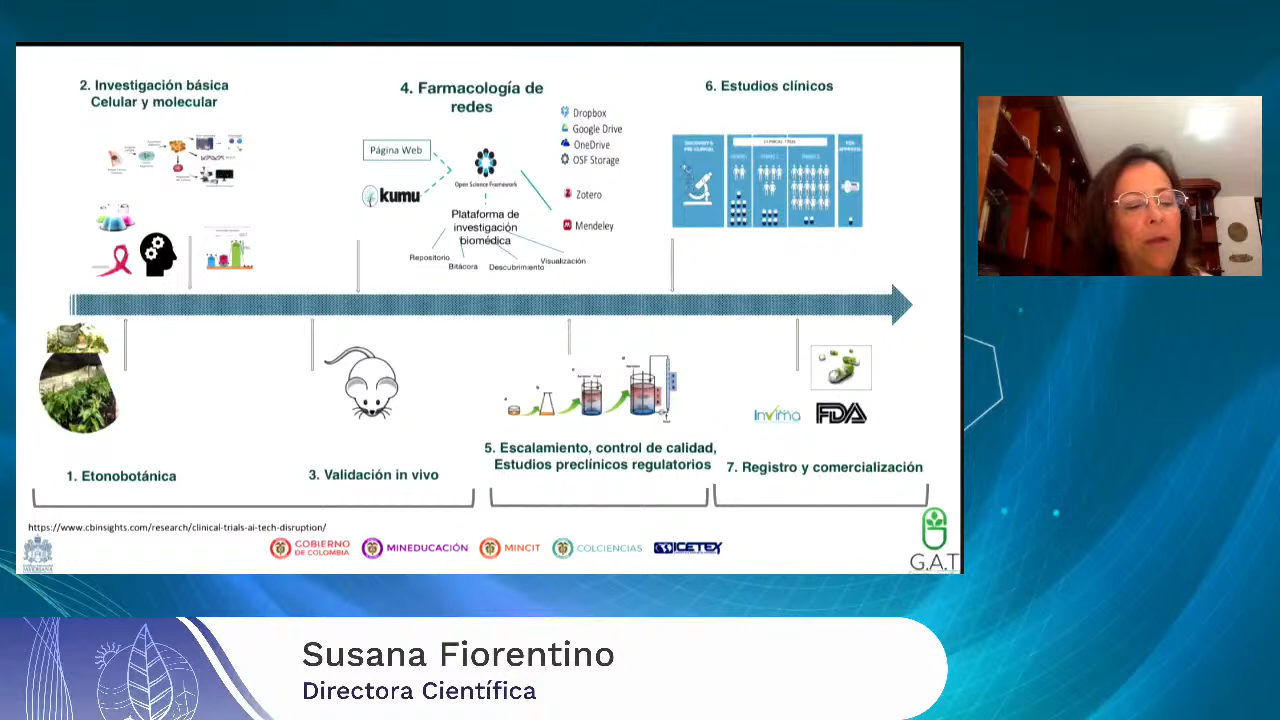 2. Investigación básica
Celular y molecular
4. Farmacología de
redes
6. Estudios clínicos
Página Web
kumu
Open Science Framework
Dropbox
Google Drive
OneDrive
OSF Storage
Zotero
Mendeley
Plataforma de
investigación
biomédica
Repositorio
Bitácora
Descubrimiento
Visualización
CLINICAL TRIALS
Invima
FDA
1. Etonobotánica
3. Validación in vivo
5. Escalamiento, control de calidad,
Estudios preclínicos regulatorios
7. Registro y comercialización
https://www.cbinsights.com/research/clinical-trials-ai-tech-disruption/
GOBIERNO
DE COLOMBIA
MINEDUCACIÓN
MINCIT
COLCIENCIAS
ICETEX
G.A.T
Susana Fiorentino
Directora Científica